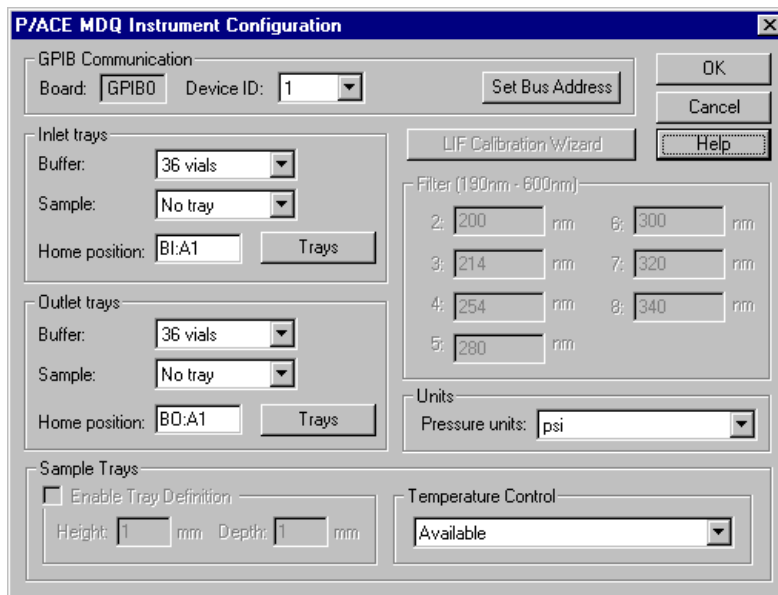 P/ACE MDQ Instrument Configuration
GPIB Communication
Board: GPIB0 Device ID: 1 Set Bus Address
OK
Cancel
Help
Inlet trays
Buffer: 36 vials
Sample: No tray
Home position: BI:A1 Trays
LIF Calibration Wizard
Filter (190nm - 600nm)
2: 200 nm 6: 300 nm
3: 214 nm 7: 320 nm
4: 254 nm 8: 340 nm
5: 280 nm
Outlet trays
Buffer: 36 vials
Sample: No tray
Home position: BO:A1 Trays
Units
Pressure units: psi
Sample Trays
Enable Tray Definition
Height: 1 mm Depth: 1 mm
Temperature Control
Available